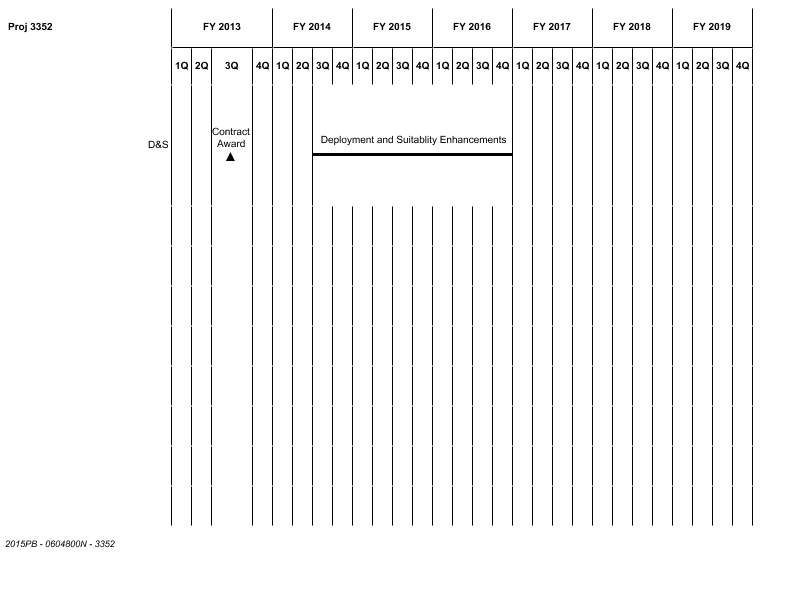 Proj 3352
FY 2013 FY 2014 FY 2015 FY 2016 FY 2017 FY 2018 FY 2019
1Q 2Q 3Q 4Q 1Q 2Q 3Q 4Q 1Q 2Q 3Q 4Q 1Q 2Q 3Q 4Q 1Q 2Q 3Q 4Q 1Q 2Q 3Q 4Q 1Q 2Q 3Q 4Q
D&S
Contract
Award
Deployment and Suitablity Enhancements
2015PB - 0604800N - 3352